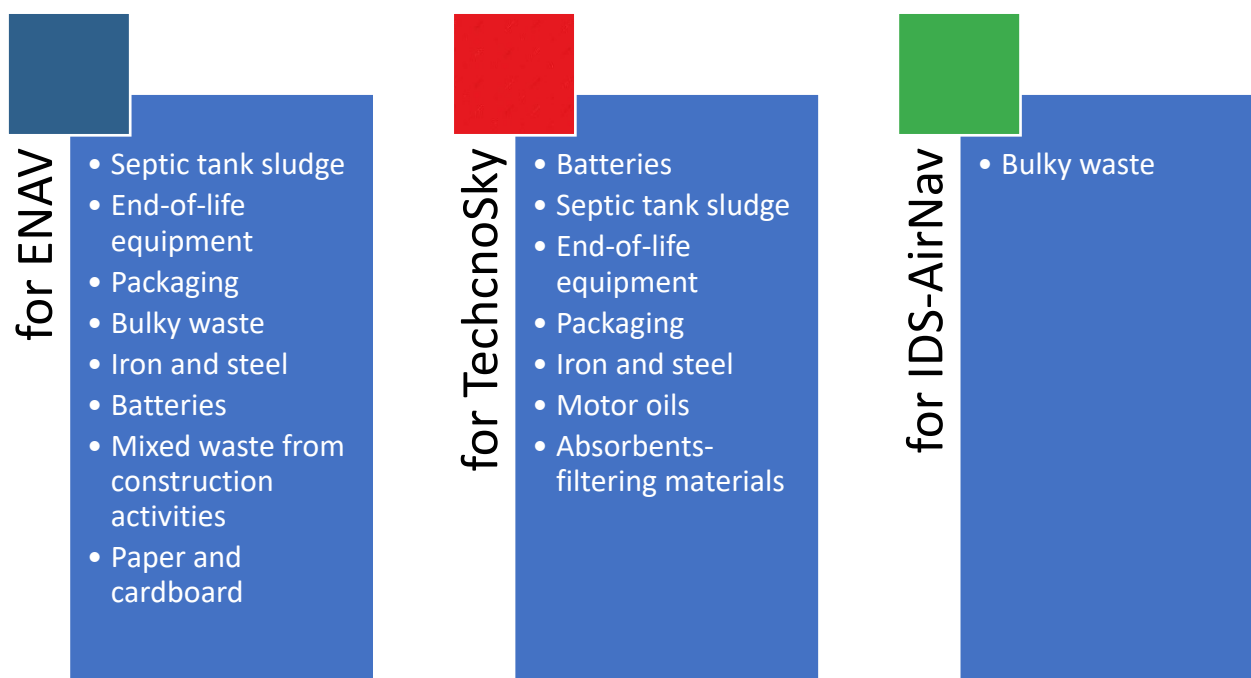 for ENAV
• Septic tank sludge
• End-of-life
equipment
• Packaging
• Bulky waste
• Iron and steel
• Batteries
• Mixed waste from
construction
activities
• Paper and
cardboard
for TechcnoSky
• Batteries
• Septic tank sludge
• End-of-life
equipment
• Packaging
• Iron and steel
• Motor oils
• Absorbents-
filtering materials
for IDS-AirNav
• Bulky waste